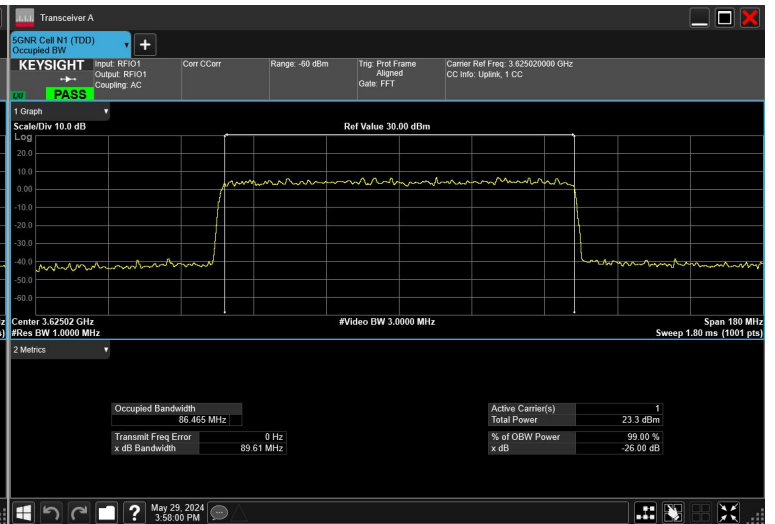 Transceiver A
5GNR Cell N1 (TDD)
Occupied BW
+
KEYSIGHT
PASS
Input: RFIO1
Output: RFIO1
Coupling: AC
Corr CCorr
Range: -60 dBm
Trig: Prot Frame
Aligned
Gate: FFT
Carrier Ref Freq: 3.625020000 GHz
CC Info: Uplink, 1 CC
1 Graph
Scale/Div 10.0 dB
Ref Value 30.00 dBm
Log
20.0
10.0
0.00
-10.0
-20.0
-30.0
-40.0
-50.0
-60.0
Center 3.62502 GHz
#Video BW 3.0000 MHz
Span 180 MHz
#Res BW 1.0000 MHz
Sweep 1.80 ms (1001 pts)
2 Metrics
Occupied Bandwidth
86.465 MHz
Transmit Freq Error 0 Hz
x dB Bandwidth 89.61 MHz
Active Carrier(s) 1
Total Power 23.3 dBm
% of OBW Power 99.00 %
x dB -26.00 dB
?
May 29, 2024
3:58:00 PM